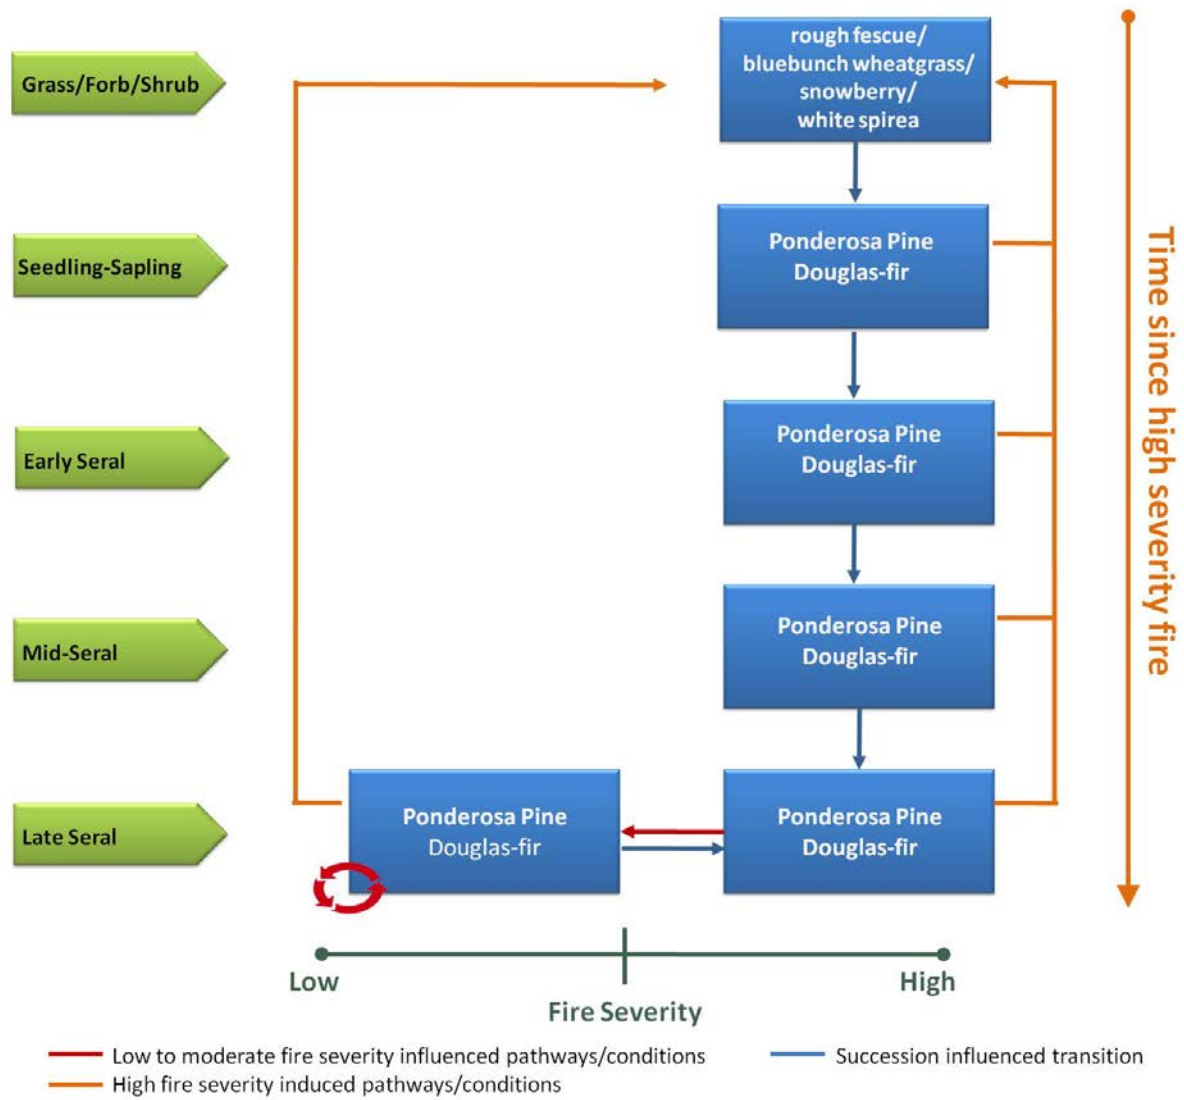 Grass/Forb/Shrub
rough fescue/
bluebunch wheatgrass/
snowberry/
white spirea
Seedling-Sapling
Ponderosa Pine
Douglas-fir
Early Seral
Ponderosa Pine
Douglas-fir
Mid-Seral
Ponderosa Pine
Douglas-fir
Late Seral
Ponderosa Pine
Douglas-fir
Ponderosa Pine
Douglas-fir
Time since high severity fire
Low
High
Fire Severity
Low to moderate fire severity influenced pathways/conditions
Succession influenced transition
High fire severity induced pathways/conditions